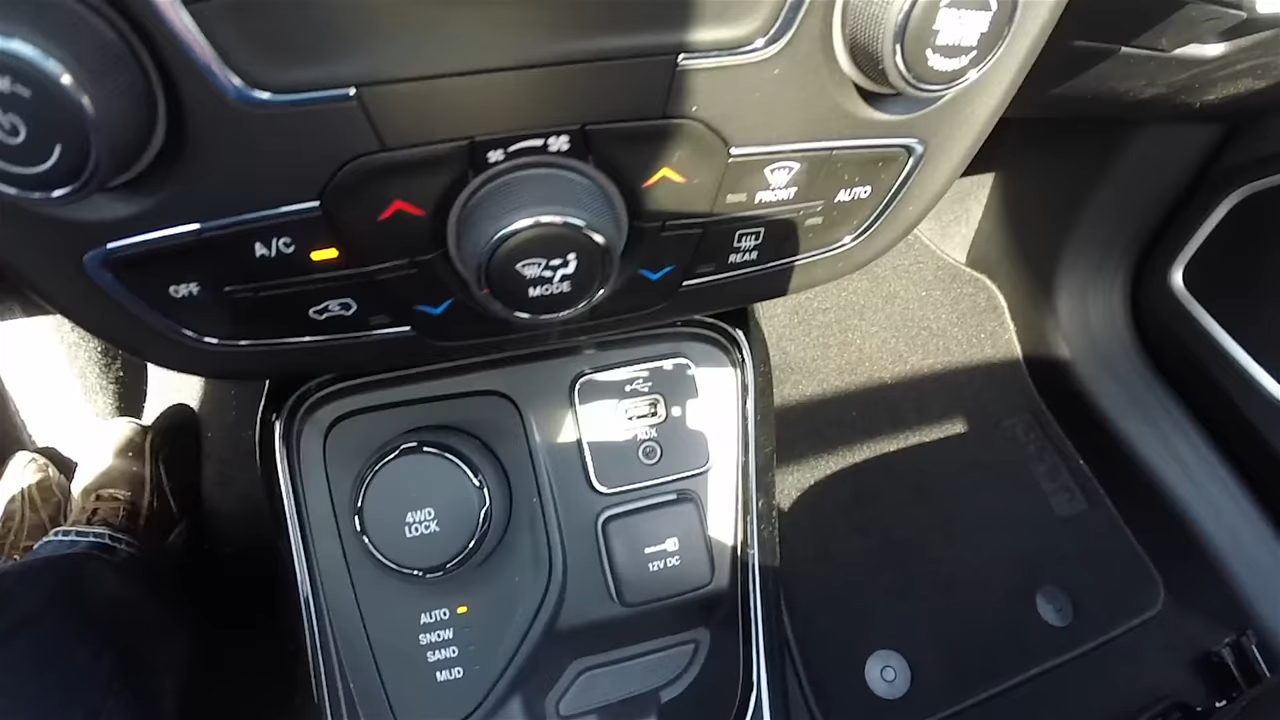 FRONT
AUTO
A/C
REAR
OFF
MODE
AUX
4WD
LOCK
12V DC
AUTO
SNOW
SAND
MUD